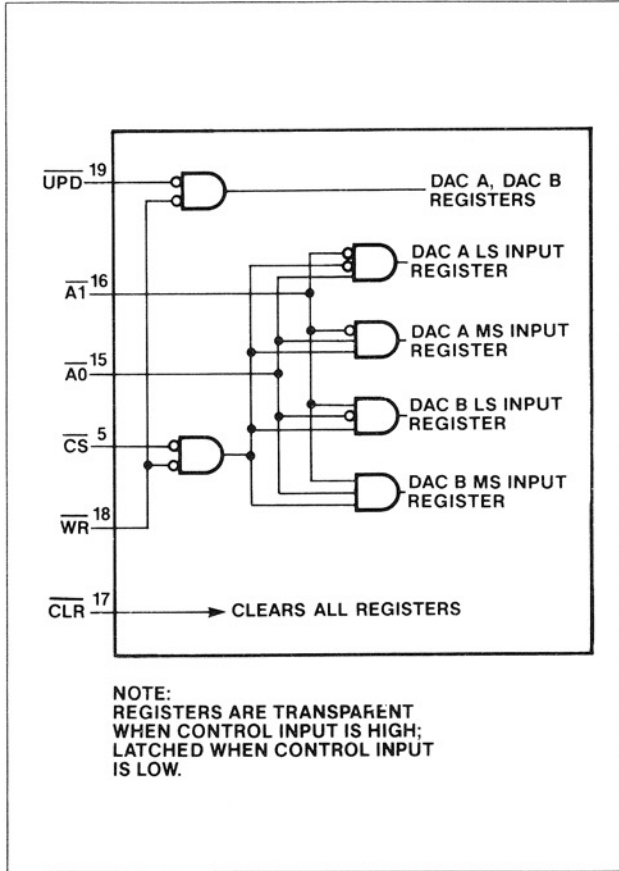 UPD 19
DAC A, DAC B
REGISTERS
DAC A LS INPUT
REGISTER
A1 16
DAC A MS INPUT
REGISTER
A0 15
DAC B LS INPUT
REGISTER
CS 5
DAC B MS INPUT
REGISTER
WR 18
CLR 17
CLEARS ALL REGISTERS
NOTE:
REGISTERS ARE TRANSPARENT
WHEN CONTROL INPUT IS HIGH;
LATCHED WHEN CONTROL INPUT
IS LOW.